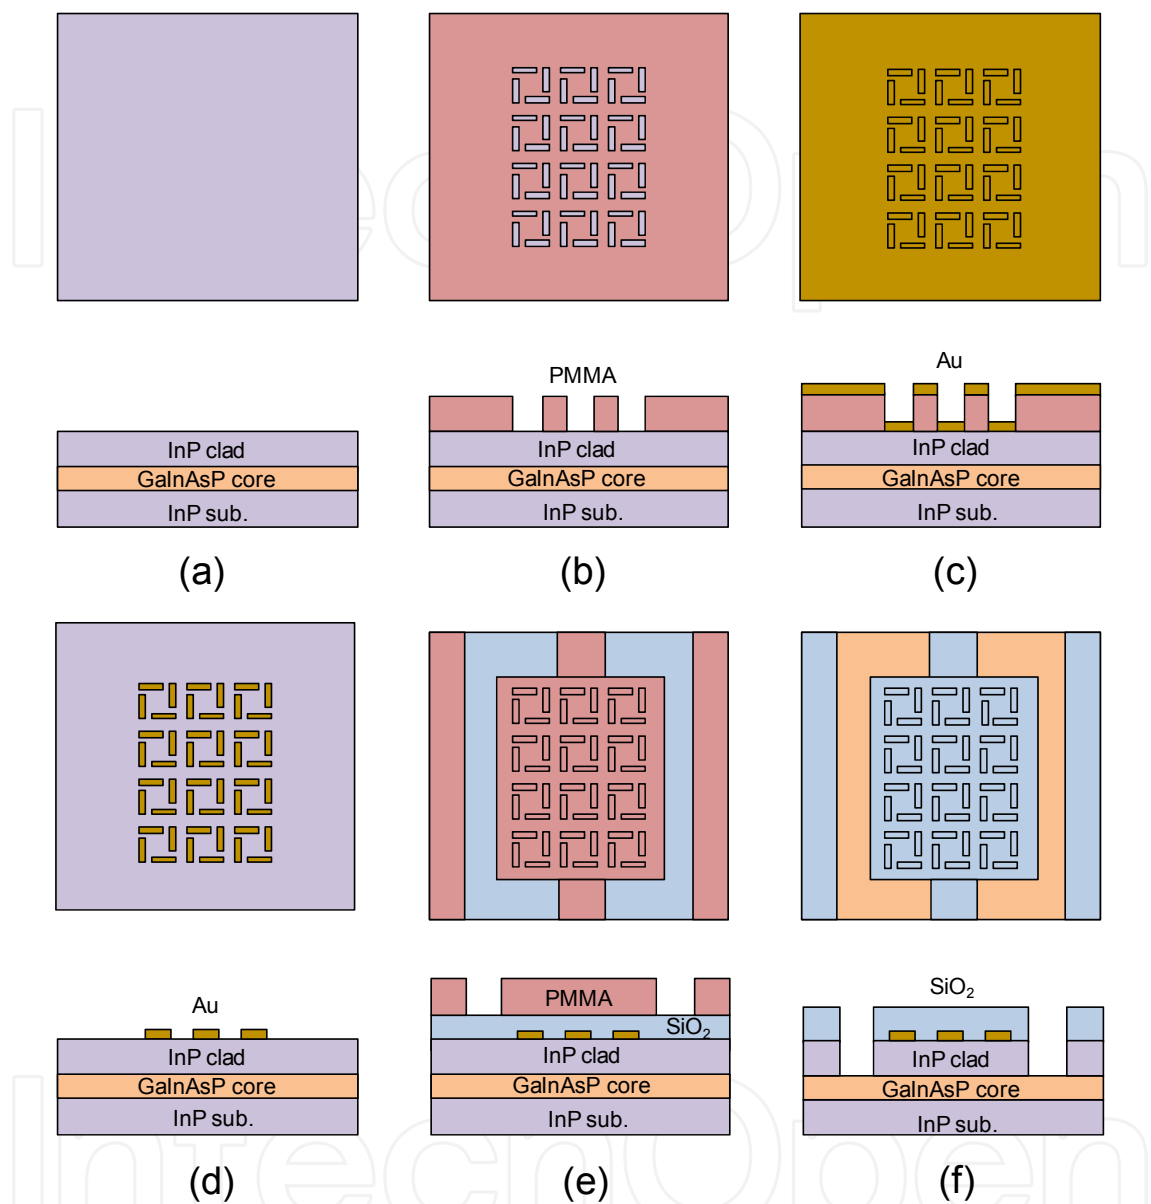 IntechOpen
PMMA
Au
InP clad
GaInAsP core
InP sub.
InP clad
GaInAsP core
InP sub.
InP clad
GaInAsP core
InP sub.
(a)
(b)
(c)
Au
InP clad
GaInAsP core
InP sub.
PMMA
SiO2
InP clad
GaInAsP core
InP sub.
SiO2
InP clad
GaInAsP core
InP sub.
(d)
(e)
(f)
IntechOpen